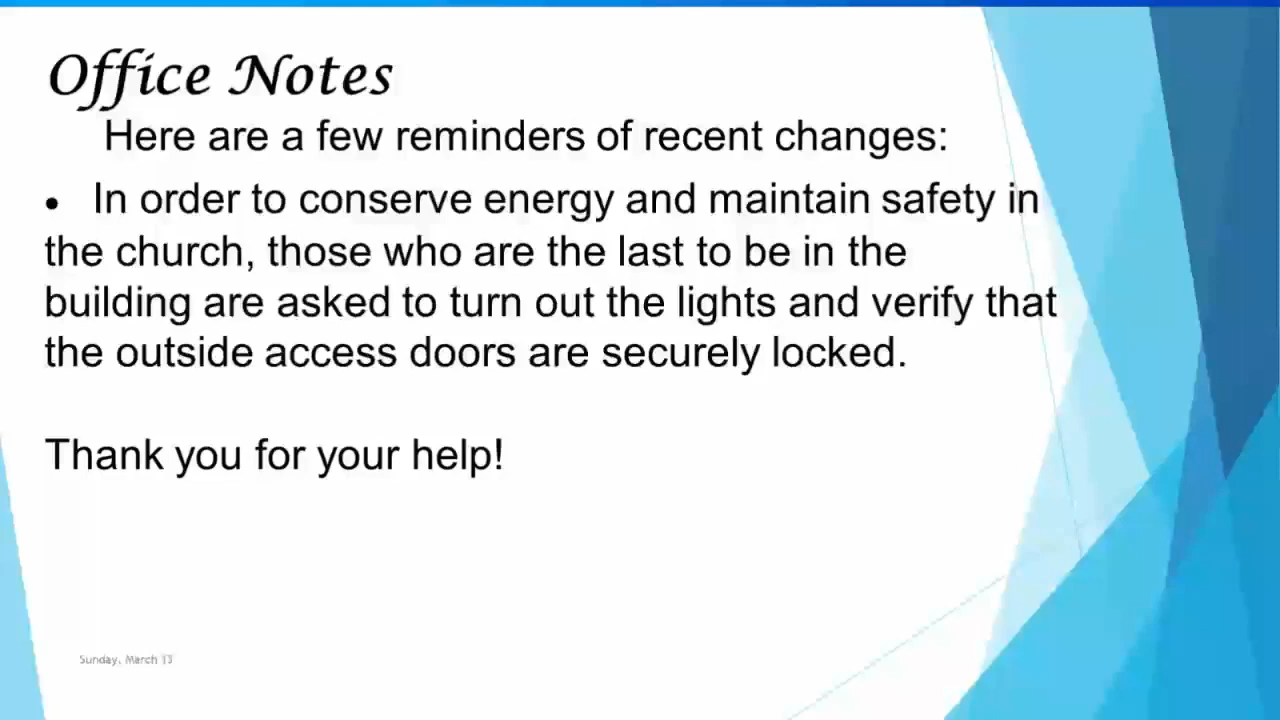 Office Notes
Here are a few reminders of recent changes:
• In order to conserve energy and maintain safety in
the church, those who are the last to be in the
building are asked to turn out the lights and verify that
the outside access doors are securely locked.
Thank you for your help!
Sunday, March 13